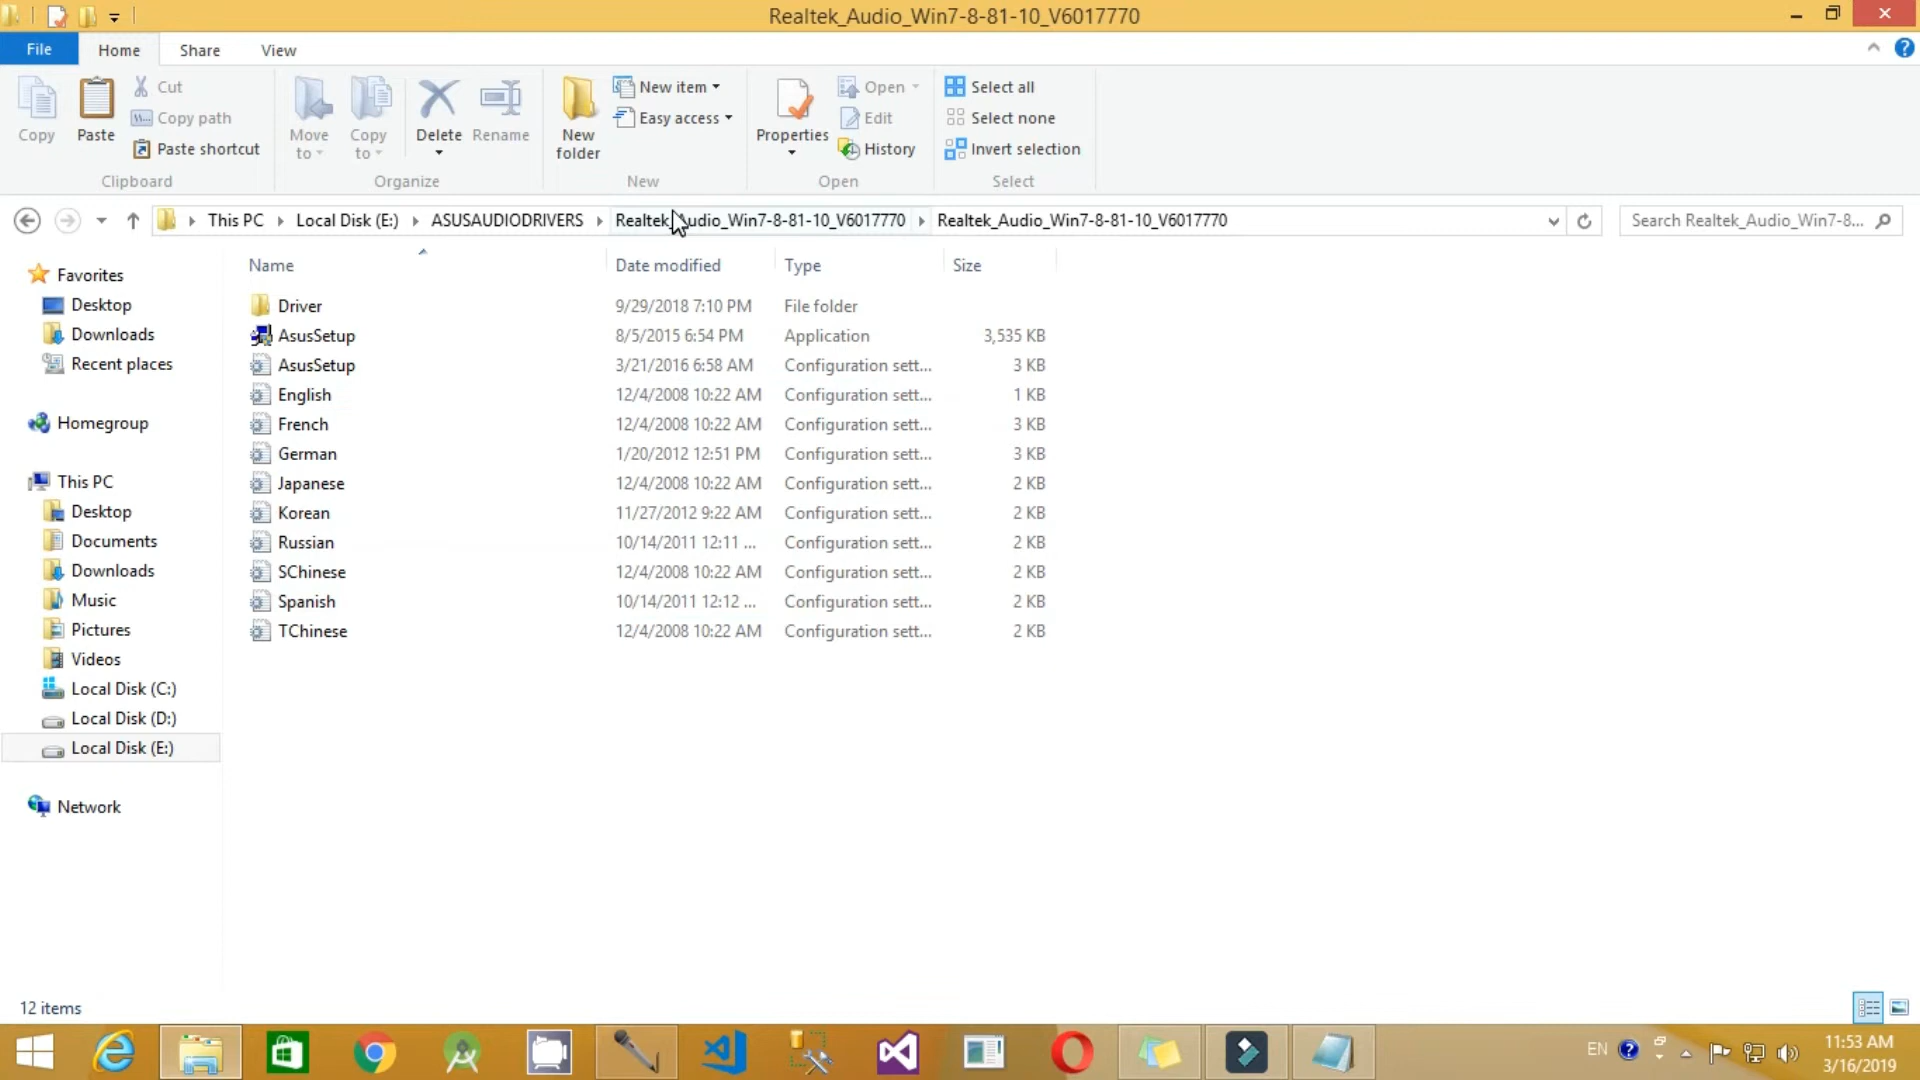 Realtek_Audio_Win7-8-81-10_V6017770
File Home Share View
Copy
Paste
Cut
Copy path
Paste shortcut
Clipboard
Move to
Copy to
Delete
Rename
Organize
New folder
New item
Easy access
New
Properties
Open
Edit
History
Open
Select all
Select none
Invert selection
Select
This PC Local Disk (E:) ASUSAUDIODRIVERS Realtek_Audio_Win7-8-81-10_V6017770 Realtek_Audio_Win7-8-81-10_V6017770
Search Realtek_Audio_Win7-8...
Favorites
Desktop
Downloads
Recent places
Homegroup
This PC
Desktop
Documents
Downloads
Music
Pictures
Videos
Local Disk (C:)
Local Disk (D:)
Local Disk (E:)
Network
Name Date modified Type Size
Driver 9/29/2018 7:10 PM File folder
AsusSetup 8/5/2015 6:54 PM Application 3,535 KB
AsusSetup 3/21/2016 6:58 AM Configuration sett... 3 KB
English 12/4/2008 10:22 AM Configuration sett... 1 KB
French 12/4/2008 10:22 AM Configuration sett... 3 KB
German 1/20/2012 12:51 PM Configuration sett... 3 KB
Japanese 12/4/2008 10:22 AM Configuration sett... 2 KB
Korean 11/27/2012 9:22 AM Configuration sett... 2 KB
Russian 10/14/2011 12:11 ... Configuration sett... 2 KB
SChinese 12/4/2008 10:22 AM Configuration sett... 2 KB
Spanish 10/14/2011 12:12 ... Configuration sett... 2 KB
TChinese 12/4/2008 10:22 AM Configuration sett... 2 KB
12 items
EN
11:53 AM
3/16/2019